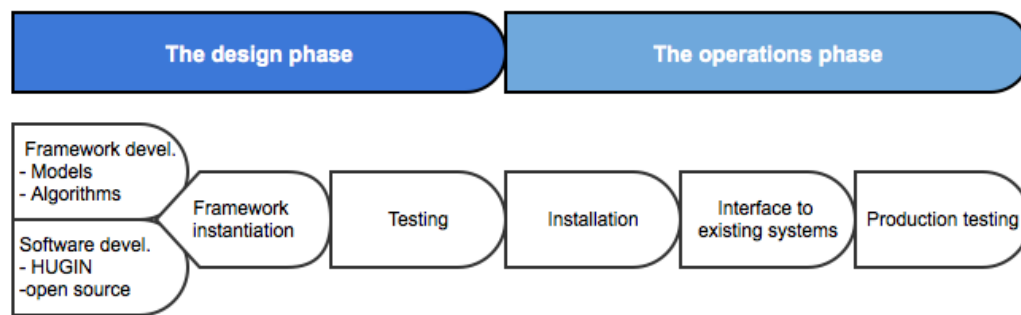 The design phase
The operations phase
Framework devel.
- Models
- Algorithms
Software devel.
- HUGIN
-open source
Framework
instantiation
Testing
Installation
Interface to
existing systems
Production testing